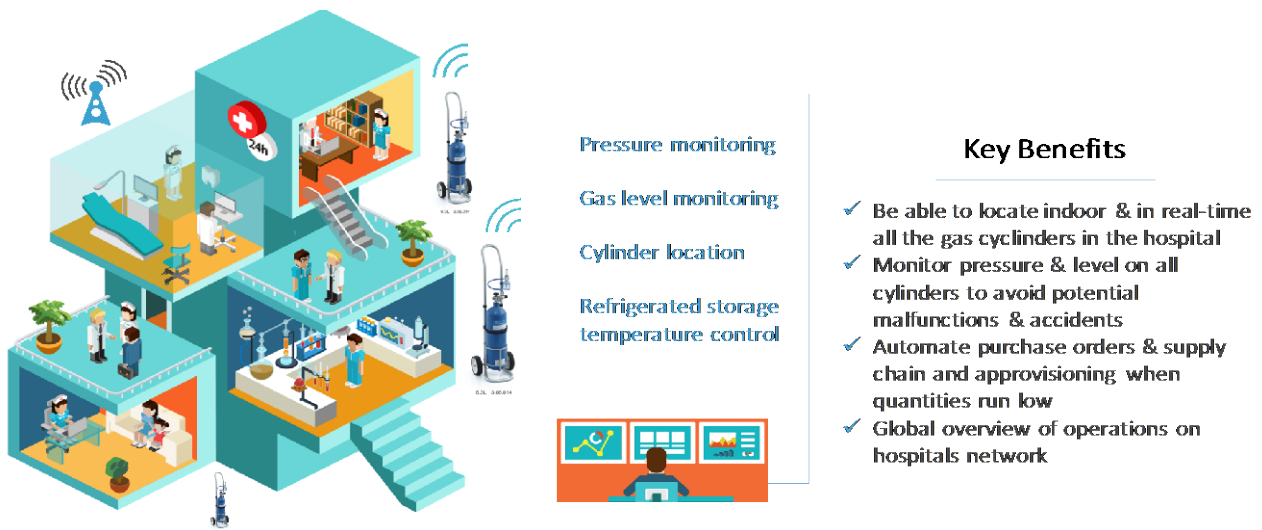 24h
Pressure monitoring
Gas level monitoring
Cylinder location
Refrigerated storage
temperature control
Key Benefits
✓ Be able to locate indoor & in real-time
all the gas cyclinders in the hospital
✓ Monitor pressure & level on all
cylinders to avoid potential
malfunctions & accidents
✓ Automate purchase orders & supply
chain and approvisioning when
quantities run low
✓ Global overview of operations on
hospitals network